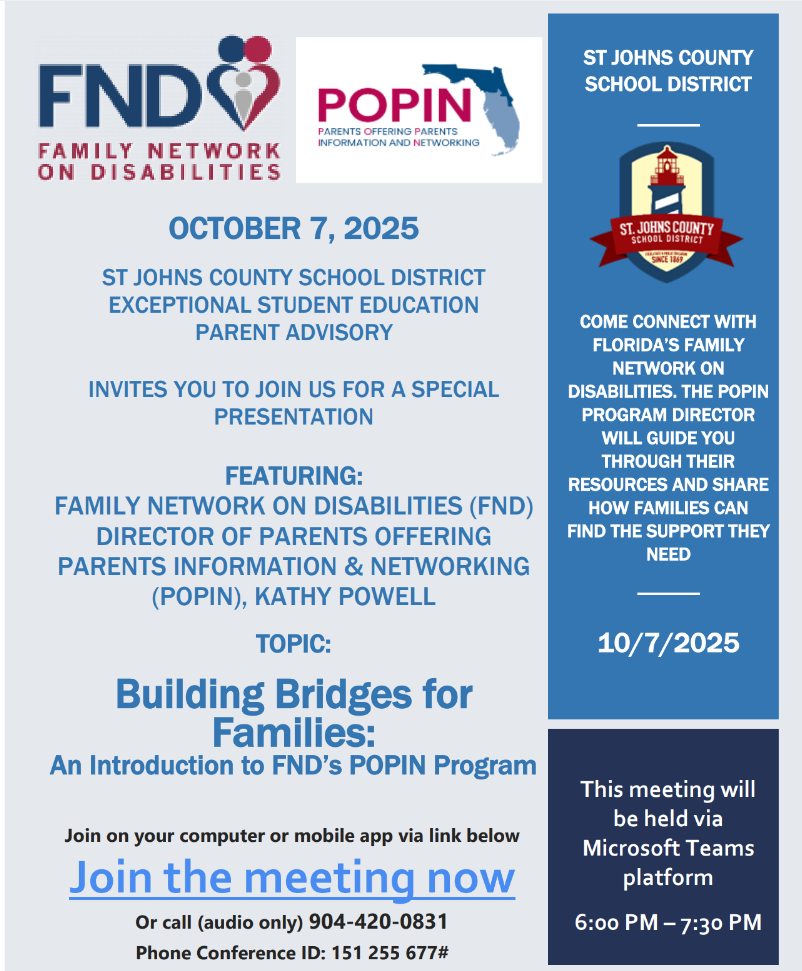 FND
FAMILY NETWORK
ON DISABILITIES
POPIN
PARENTS OFFERING PARENTS
INFORMATION AND NETWORKING
OCTOBER 7, 2025
ST JOHNS COUNTY SCHOOL DISTRICT
EXCEPTIONAL STUDENT EDUCATION
PARENT ADVISORY
INVITES YOU TO JOIN US FOR A SPECIAL
PRESENTATION
FEATURING:
FAMILY NETWORK ON DISABILITIES (FND)
DIRECTOR OF PARENTS OFFERING
PARENTS INFORMATION & NETWORKING
(POPIN), KATHY POWELL
TOPIC:
Building Bridges for
Families:
An Introduction to FND's POPIN Program
Join on your computer or mobile app via link below
Join the meeting now
Or call (audio only) 904-420-0831
Phone Conference ID: 151 255 677#
ST JOHNS COUNTY
SCHOOL DISTRICT
ST. JOHNS COUNTY
SCHOOL DISTRICT
SINCE 1869
COME CONNECT WITH
FLORIDA'S FAMILY
NETWORK ON
DISABILITIES. THE POPIN
PROGRAM DIRECTOR
WILL GUIDE YOU
THROUGH THEIR
RESOURCES AND SHARE
HOW FAMILIES CAN
FIND THE SUPPORT THEY
NEED
10/7/2025
This meeting will
be held via
Microsoft Teams
platform
6:00 PM – 7:30 PM